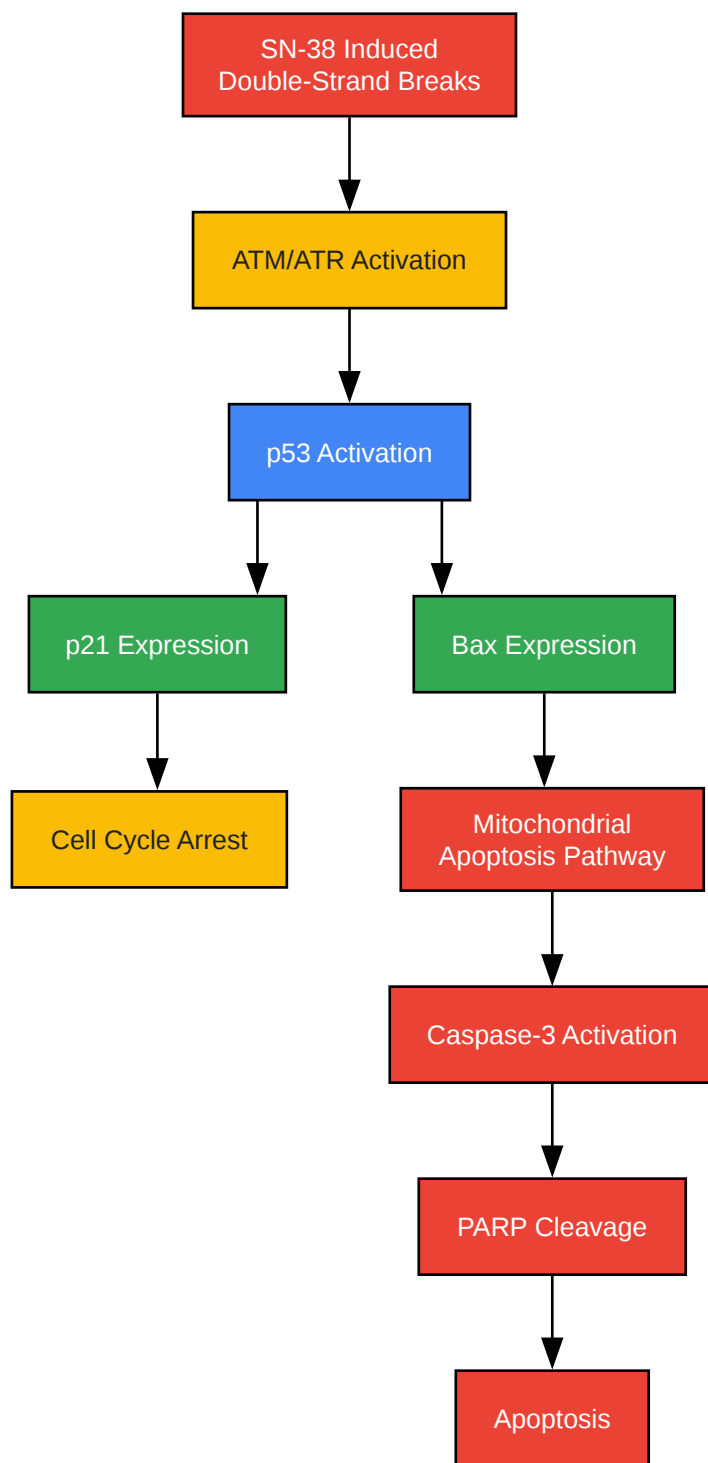 SN-38 Induced
Double-Strand Breaks
ATM/ATR Activation
p53 Activation
p21 Expression
Bax Expression
Cell Cycle Arrest
Mitochondrial
Apoptosis Pathway
Caspase-3 Activation
PARP Cleavage
Apoptosis